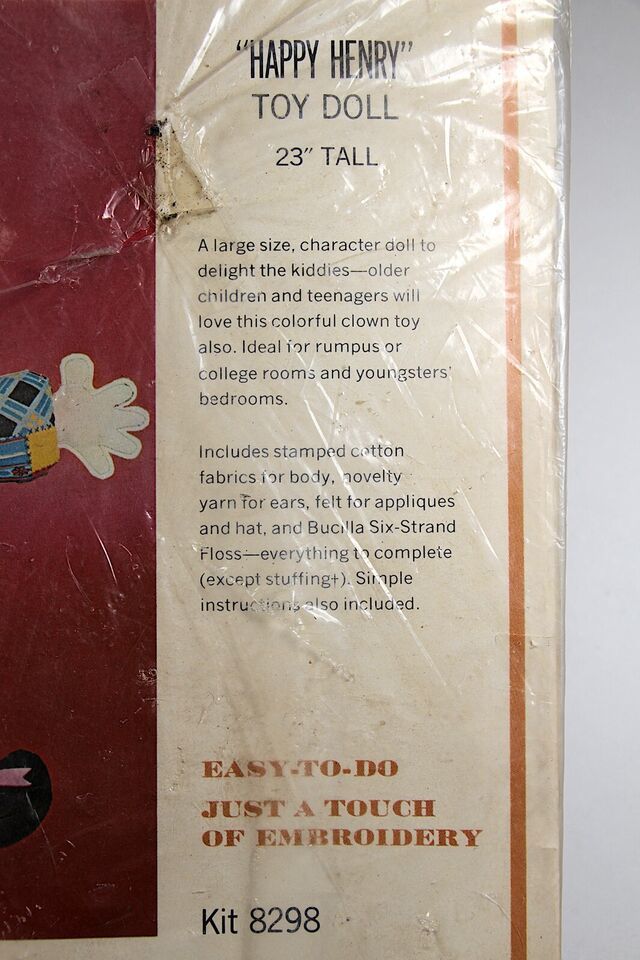 "HAPPY HENRY"
TOY DOLL
23" TALL
A large size, character doll to
delight the kiddies—older
children and teenagers will
love this colorful clown toy
also. Ideal for rumpus or
college rooms and youngsters'
bedrooms.
Includes stamped cotton
fabrics for body, novelty
yarn for ears, felt for appliques
and hat, and Bucilla Six-Strand
Floss—everything to complete
(except stuffing+). Simple
instructions also included.
EASY-TO-DO
JUST A TOUCH
OF EMBROIDERY
Kit 8298